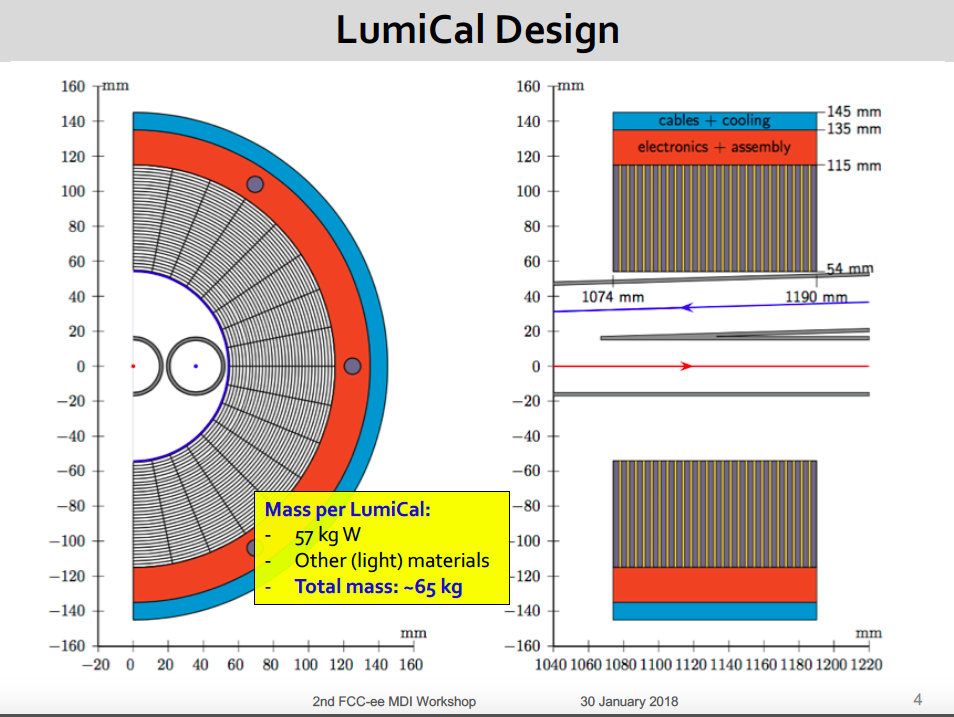 LumiCal Design
160
mm
140
120
100
80
60
40
20
0
−20
−40
−60
−80
−100
−120
−140
−160
−20 0 20 40 60 80 100 120 140 160
mm
Mass per LumiCal:
- 57 kg W
- Other (light) materials
- Total mass: ~65 kg
160
mm
140
120
100
80
60
40
20
0
−20
−40
−60
−80
−100
−120
−140
−160
cables + cooling
electronics + assembly
145 mm
135 mm
115 mm
54 mm
1074 mm
1190 mm
mm
1040 1060 1080 1100 1120 1140 1160 1180 1200 1220
2nd FCC-ee MDI Workshop
30 January 2018
4